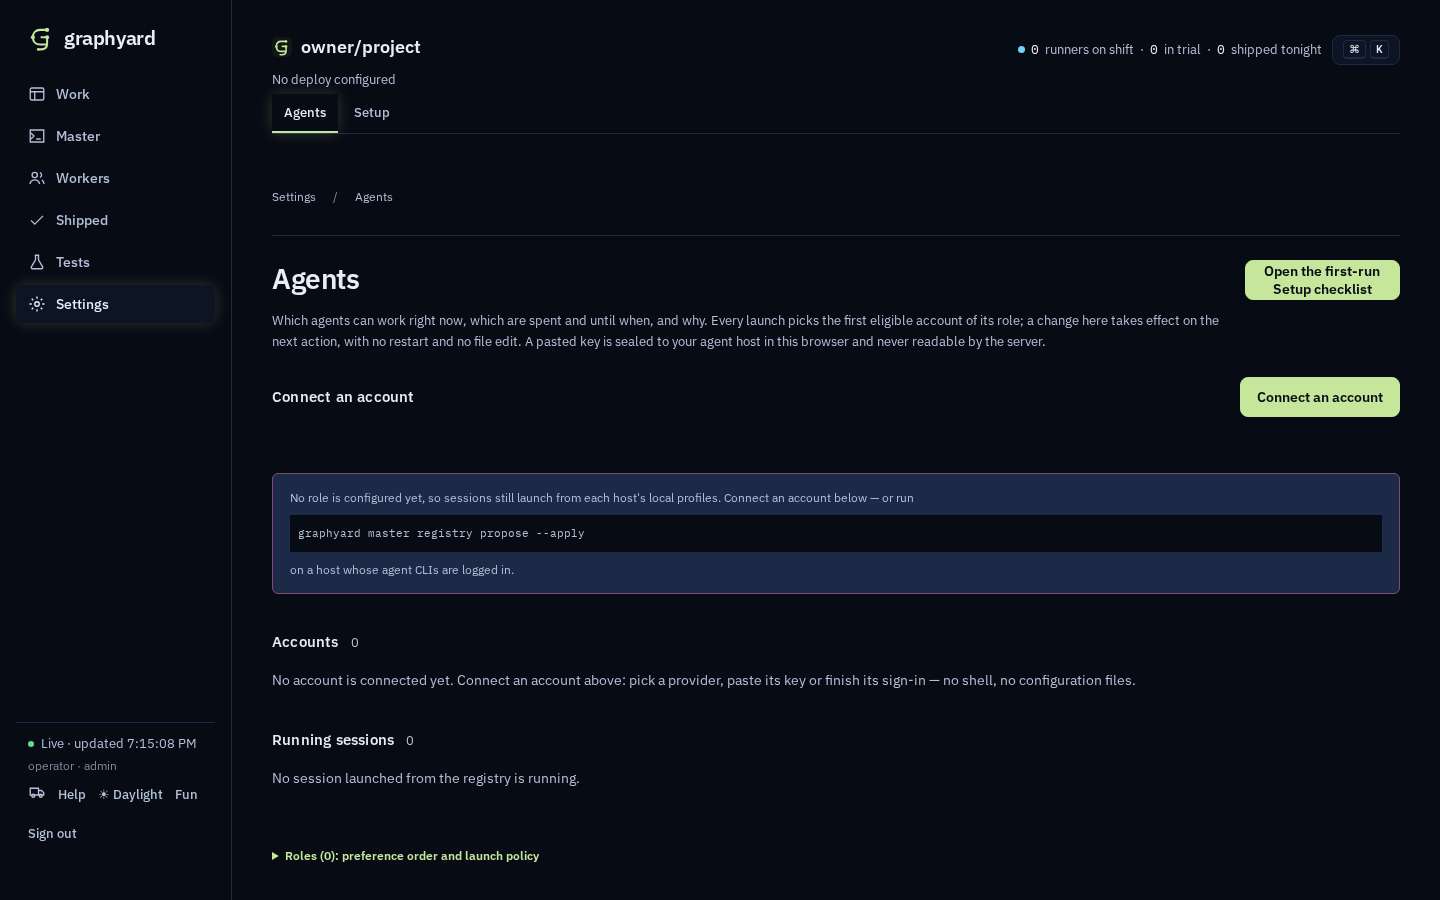 graphyard
Work
Master
Workers
Shipped
Tests
Settings
Live · updated 7:15:08 PM
operator · admin
Help ☀ Daylight Fun
Sign out
owner/project
0 runners on shift · 0 in trial · 0 shipped tonight ⌘ K
No deploy configured
Agents Setup
Settings / Agents
Agents
Open the first-run
Setup checklist
Which agents can work right now, which are spent and until when, and why. Every launch picks the first eligible account of its role; a change here takes effect on the
next action, with no restart and no file edit. A pasted key is sealed to your agent host in this browser and never readable by the server.
Connect an account
Connect an account
No role is configured yet, so sessions still launch from each host's local profiles. Connect an account below — or run
graphyard master registry propose --apply
on a host whose agent CLIs are logged in.
Accounts 0
No account is connected yet. Connect an account above: pick a provider, paste its key or finish its sign-in — no shell, no configuration files.
Running sessions 0
No session launched from the registry is running.
▶ Roles (0): preference order and launch policy